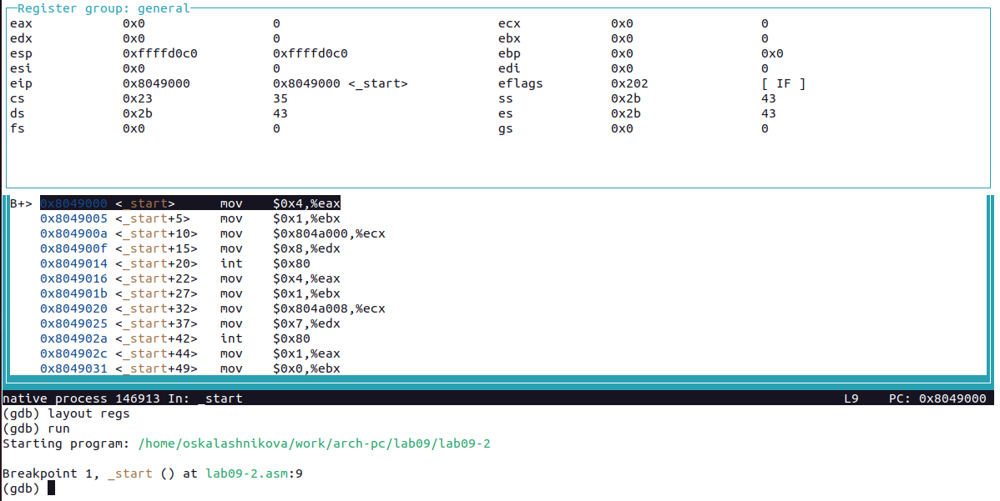 Register group: general
eax 0x0 0 ecx 0x0 0
edx 0x0 0 ebx 0x0 0
esp 0xffffd0c0 0xffffd0c0 ebp 0x0 0x0
esi 0x0 0 edi 0x0 0
eip 0x8049000 0x8049000 <_start> eflags 0x202 [ IF ]
cs 0x23 35 ss 0x2b 43
ds 0x2b 43 es 0x2b 43
fs 0x0 0 gs 0x0 0
B+> 0x8049000 <_start> mov $0x4,%eax
0x8049005 <_start+5> mov $0x1,%ebx
0x804900a <_start+10> mov $0x804a000,%ecx
0x804900f <_start+15> mov $0x8,%edx
0x8049014 <_start+20> int $0x80
0x8049016 <_start+22> mov $0x4,%eax
0x804901b <_start+27> mov $0x1,%ebx
0x8049020 <_start+32> mov $0x804a008,%ecx
0x8049025 <_start+37> mov $0x7,%edx
0x804902a <_start+42> int $0x80
0x804902c <_start+44> mov $0x1,%eax
0x8049031 <_start+49> mov $0x0,%ebx
native process 146913 In: _start L9 PC: 0x8049000
(gdb) layout regs
(gdb) run
Starting program: /home/oskalashnikova/work/arch-pc/lab09/lab09-2
Breakpoint 1, _start () at lab09-2.asm:9
(gdb)